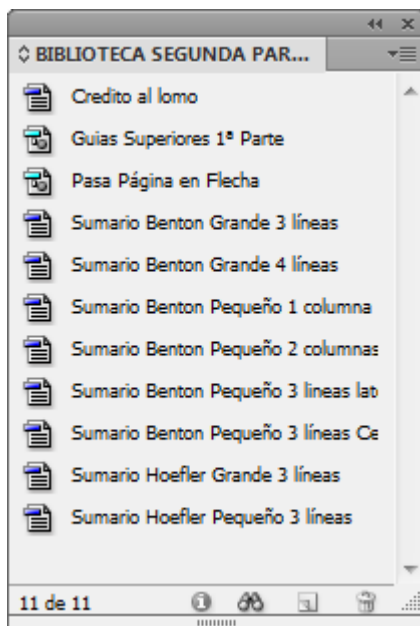 BIBLIOTECA SEGUNDA PAR...
Credito al lomo
Guias Superiores 1ª Parte
Pasa Página en Flecha
Sumario Benton Grande 3 líneas
Sumario Benton Grande 4 líneas
Sumario Benton Pequeño 1 columna
Sumario Benton Pequeño 2 columnas
Sumario Benton Pequeño 3 lineas lat
Sumario Benton Pequeño 3 líneas Ce
Sumario Hoefler Grande 3 líneas
Sumario Hoefler Pequeño 3 líneas
11 de 11